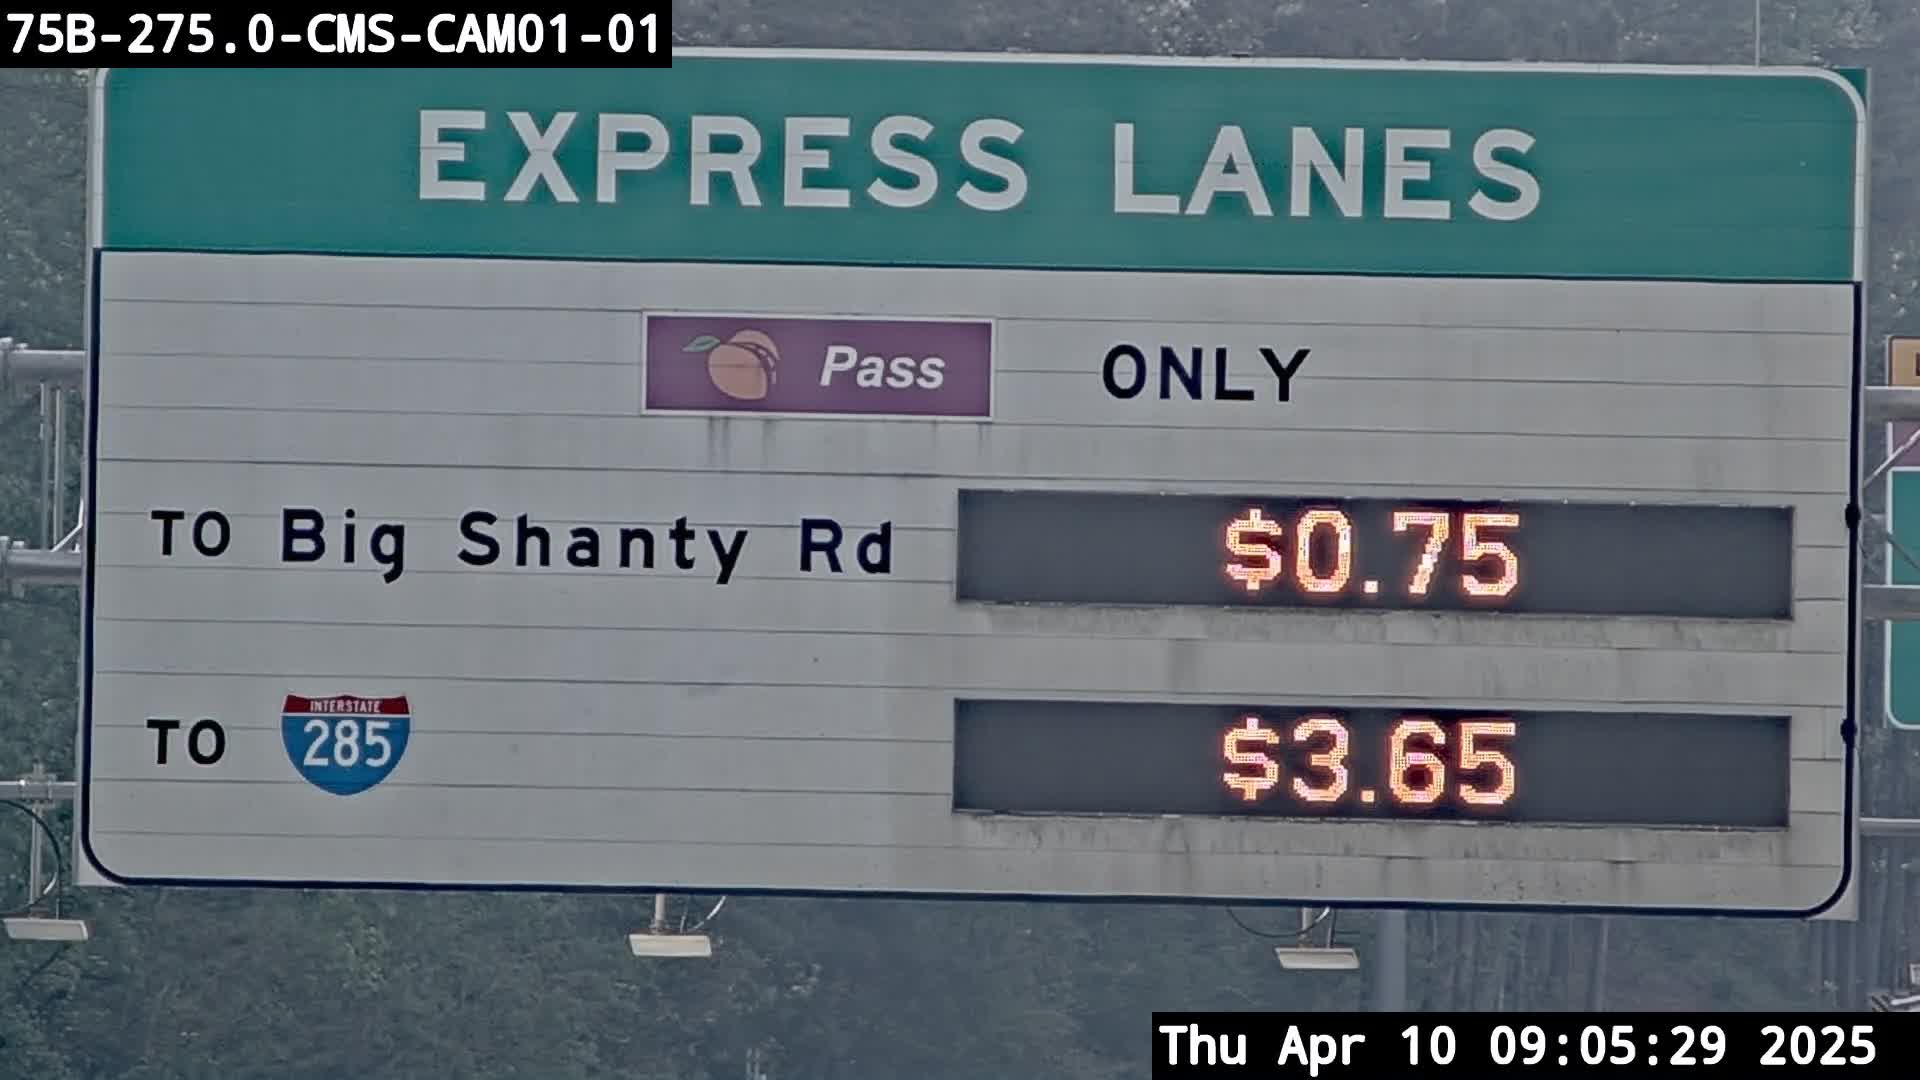 75B-275.0-CMS-CAM01-01
EXPRESS LANES
Pass ONLY
TO Big Shanty Rd $0.75
INTERSTATE
TO 285 $3.65
Thu Apr 10 09:05:29 2025